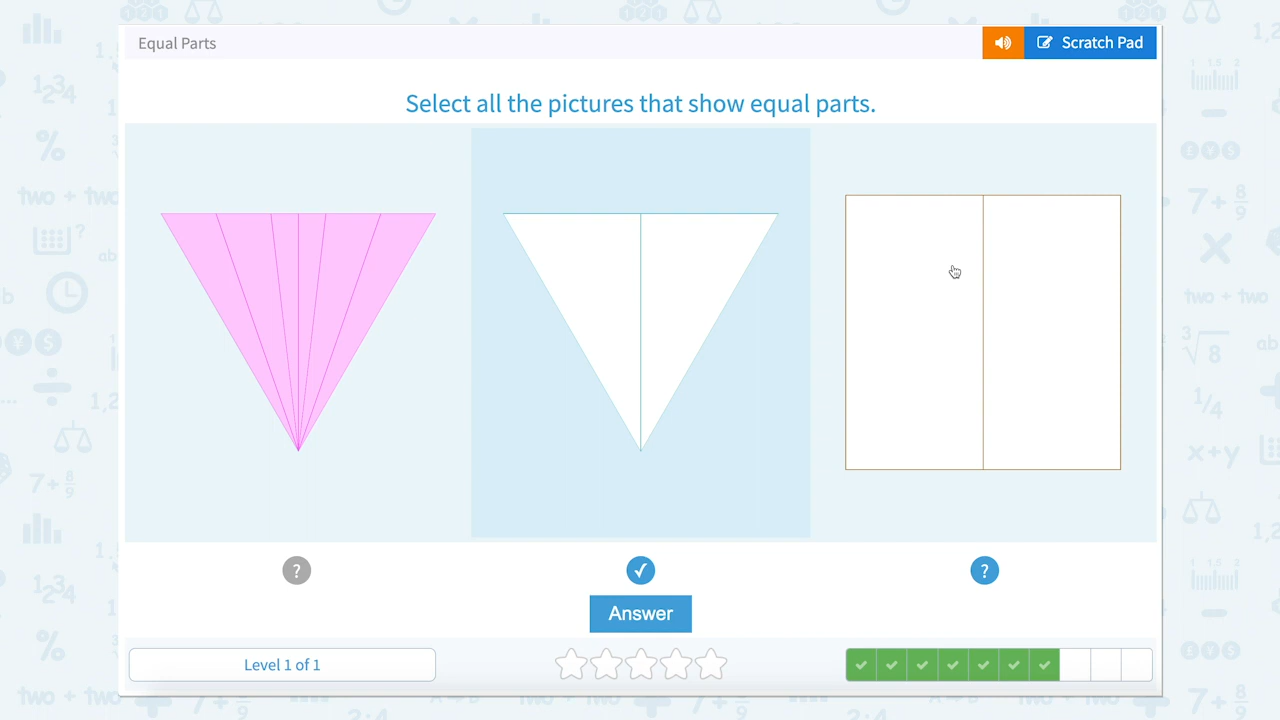 Equal Parts
Scratch Pad
Select all the pictures that show equal parts.
? ✓ ?
Answer
Level 1 of 1